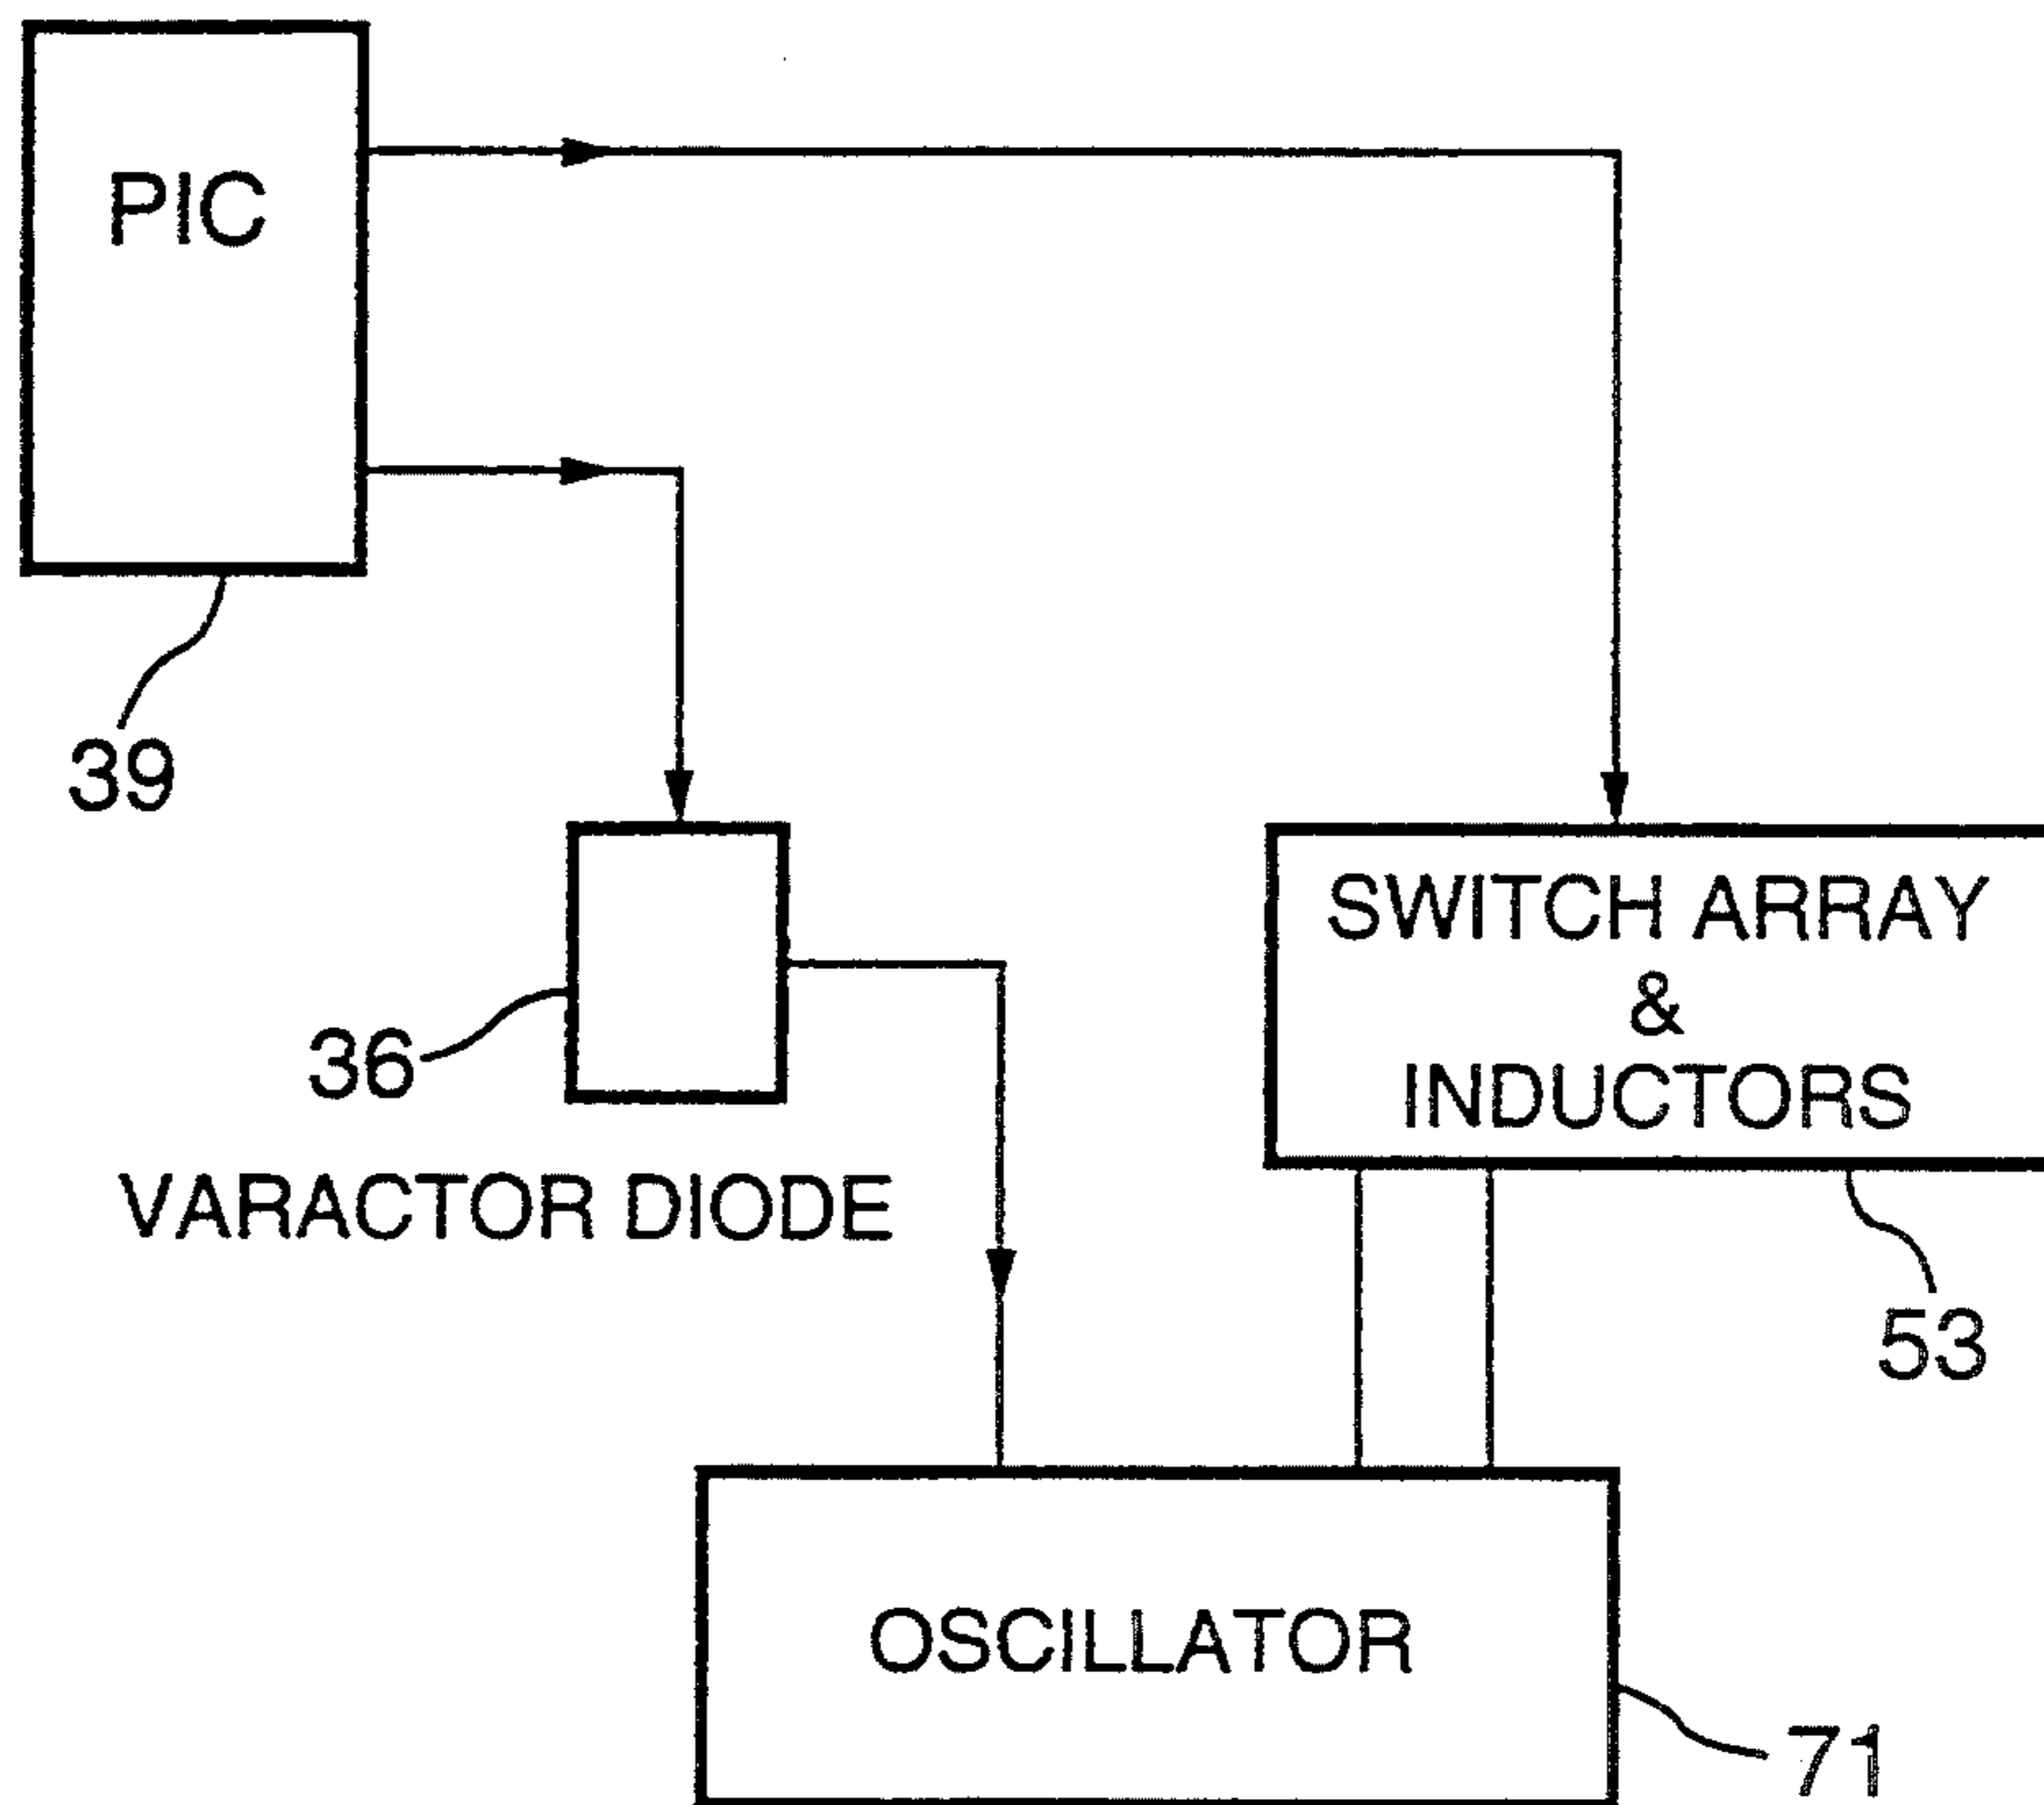 PIC
39
36
VARACTOR DIODE
SWITCH ARRAY
&
INDUCTORS
53
OSCILLATOR
71